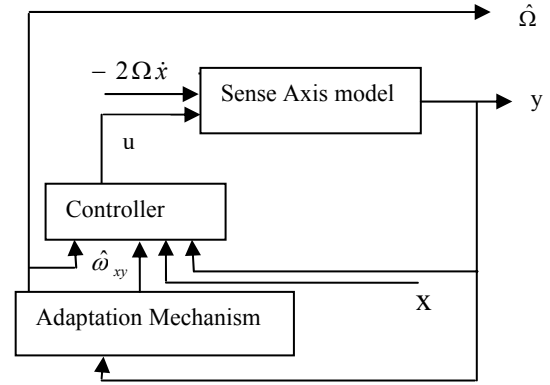 Ω̂
− 2Ωẋ
Sense Axis model
y
u
Controller
ω̂xy
X
Adaptation Mechanism